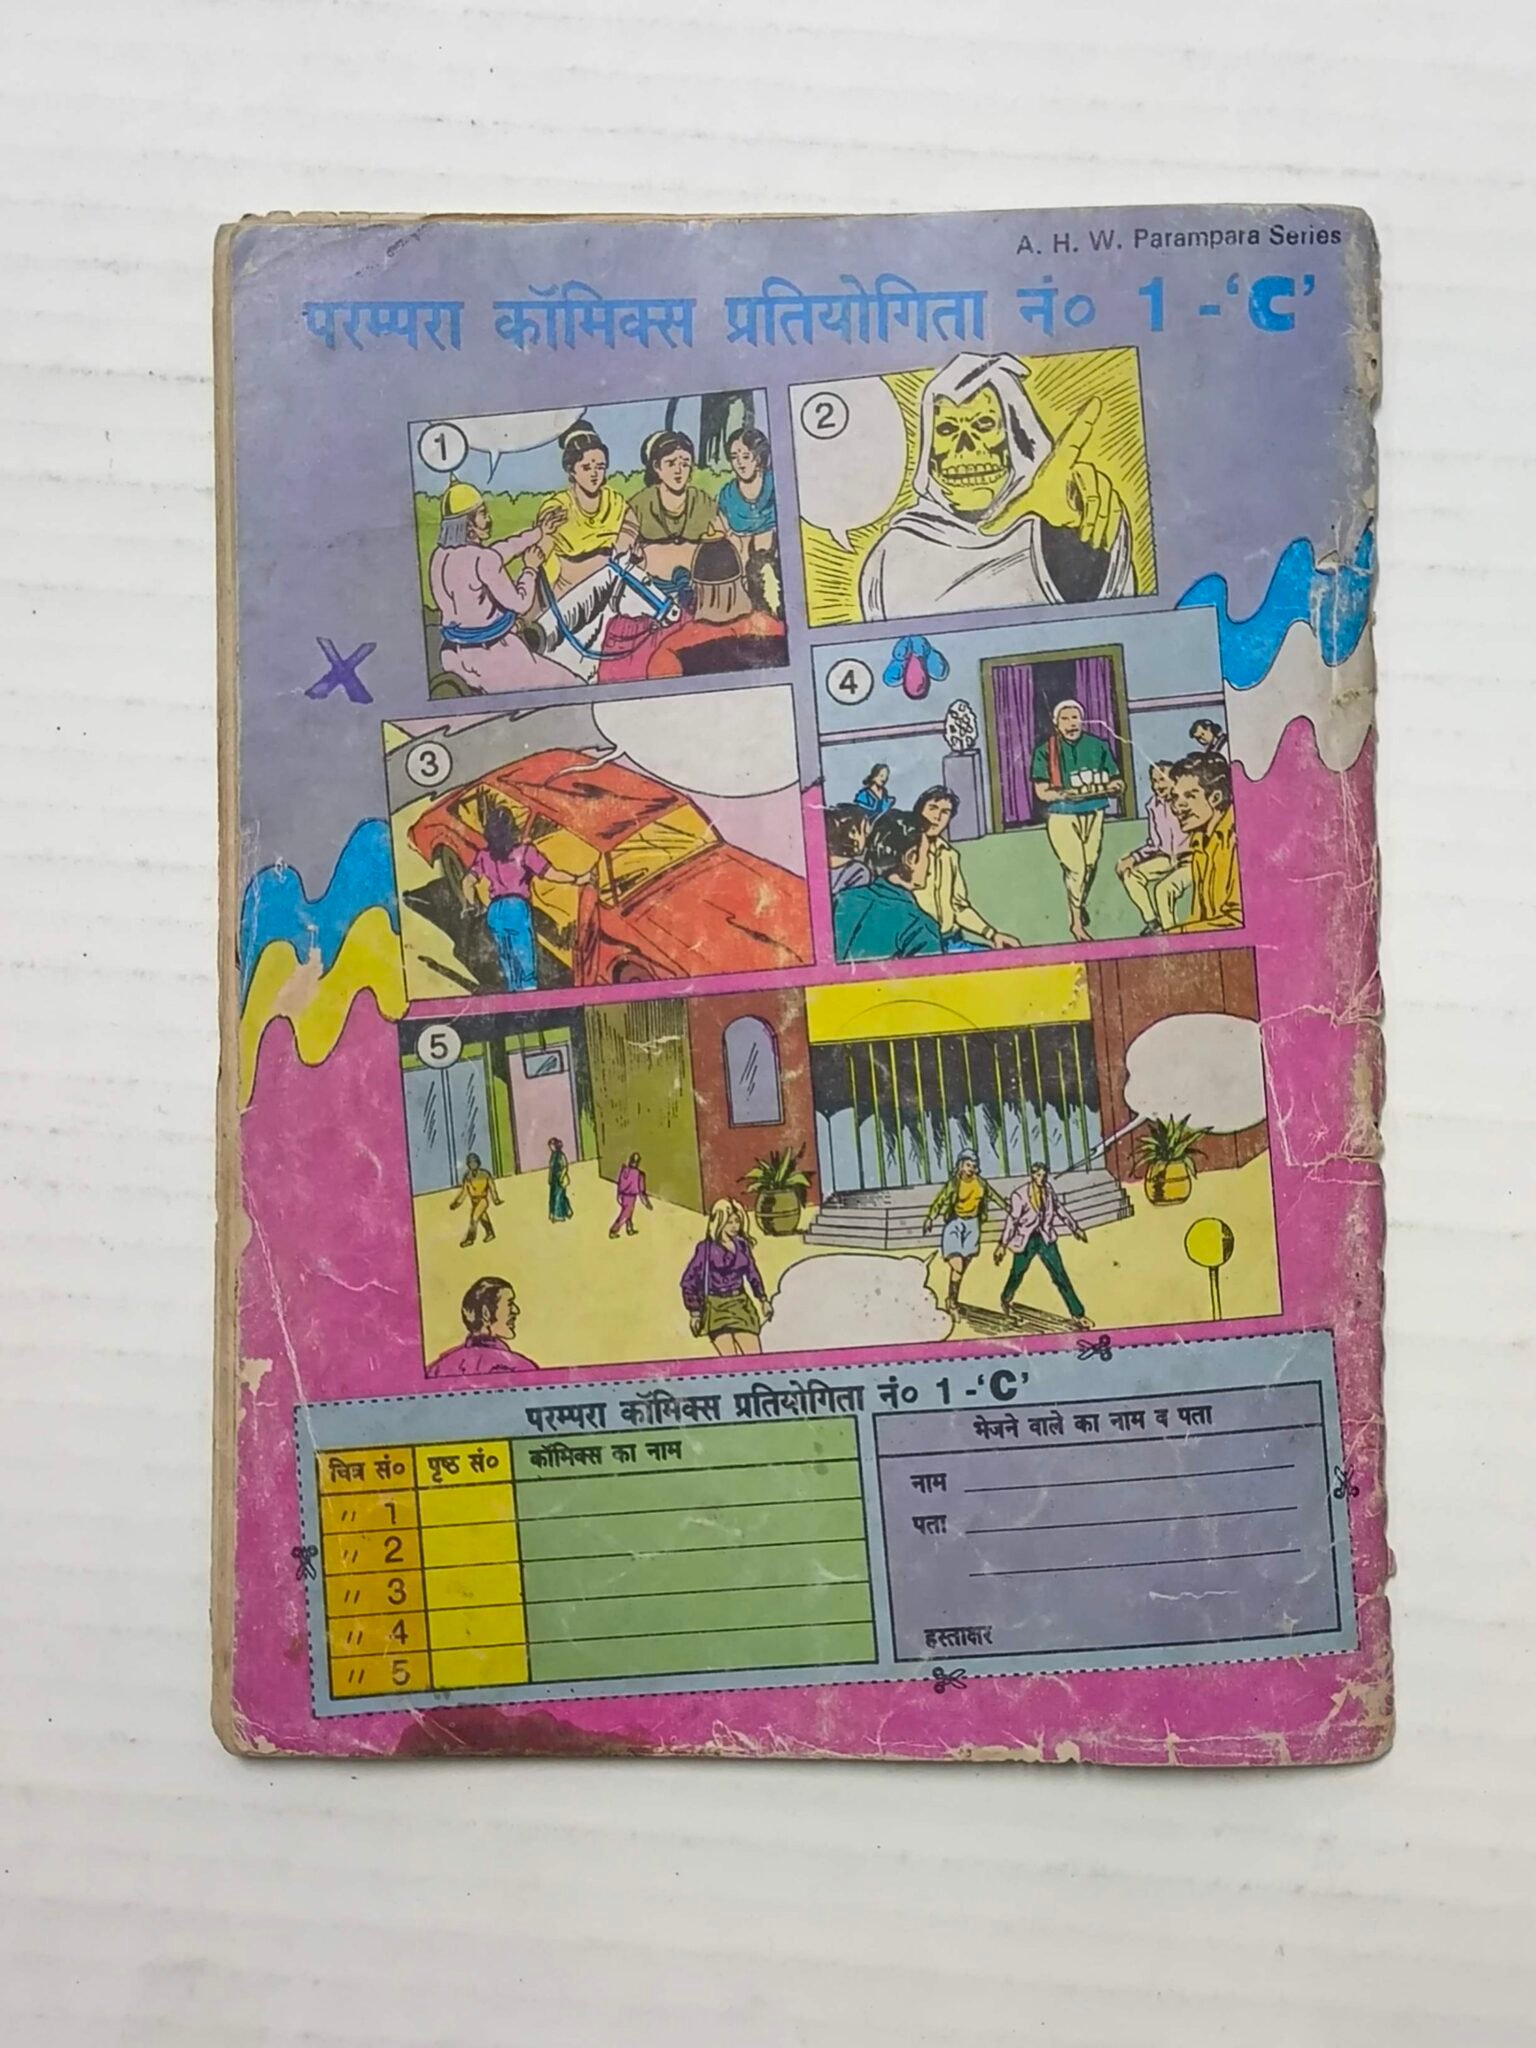 A. H. W. Parampara Series
परम्परा कॉमिक्स प्रतियोगिता नं० 1 -‘C’
1
2
X
3
4
5
परम्परा कॉमिक्स प्रतियोगिता नं० 1 -‘C’
चित्र सं० पृष्ठ सं० कॉमिक्स का नाम
,, 1
,, 2
,, 3
,, 4
,, 5
भेजने वाले का नाम व पता
नाम
पता
हस्ताक्षर